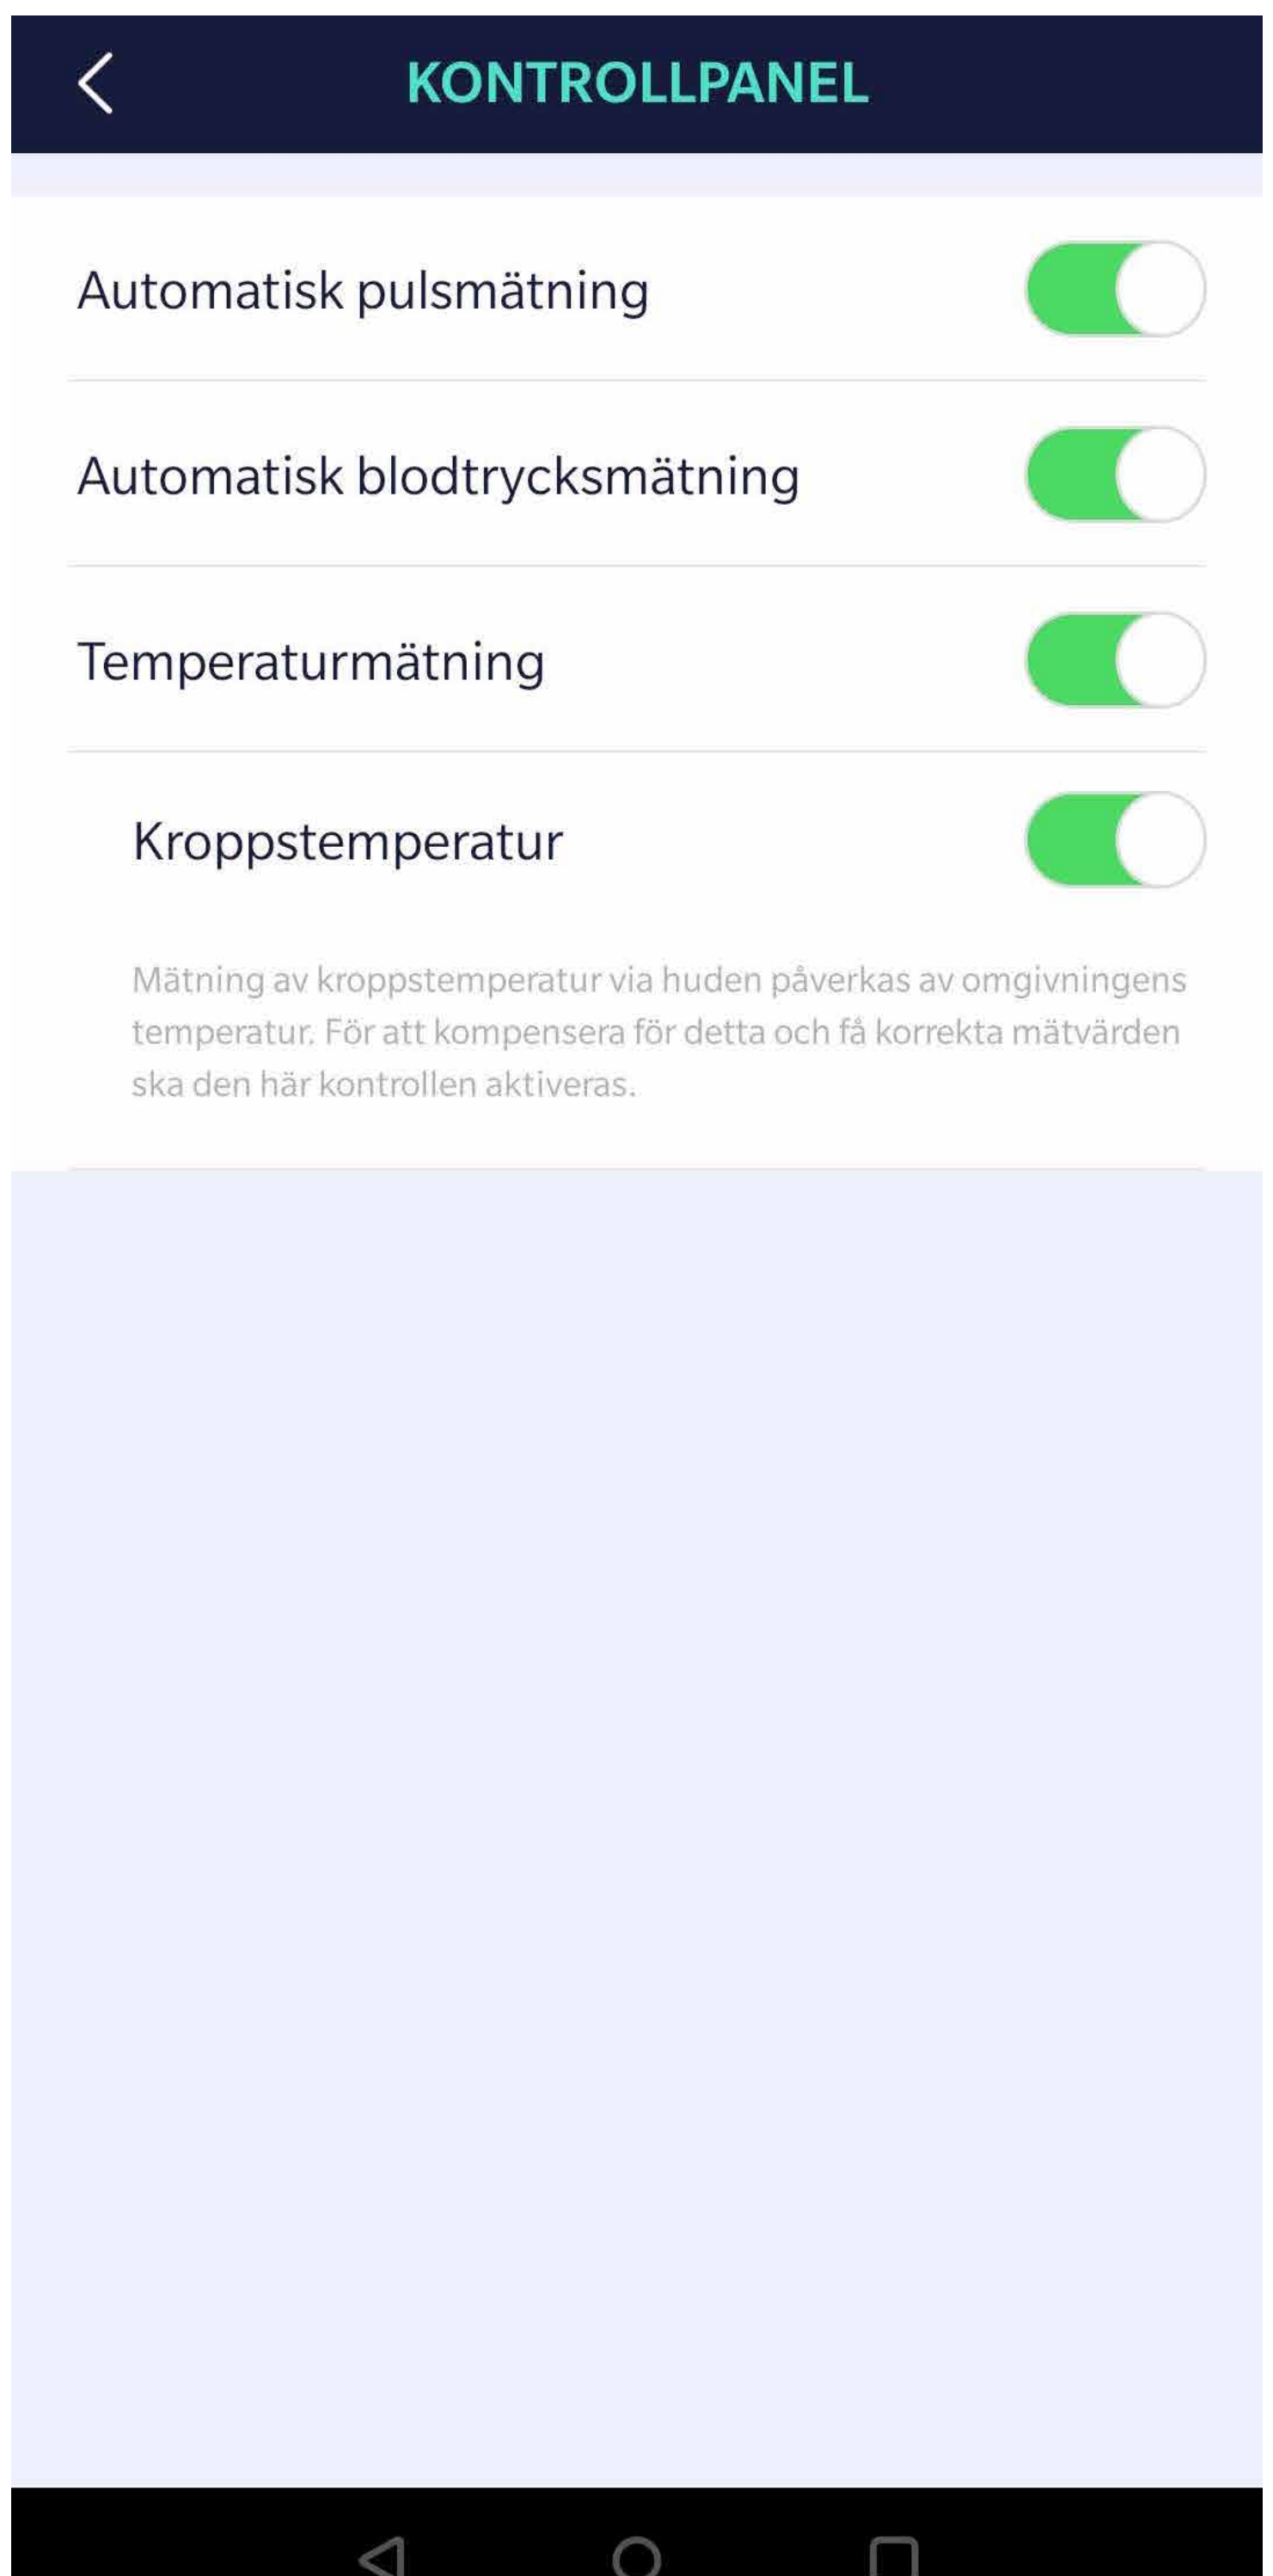 KONTROLLPANEL
Automatisk pulsmätning
Automatisk blodtrycksmätning
Temperaturmätning
Kroppstemperatur
Mätning av kroppstemperatur via huden påverkas av omgivningens
temperatur. För att kompensera för detta och få korrekta mätvärden
ska den här kontrollen aktiveras.